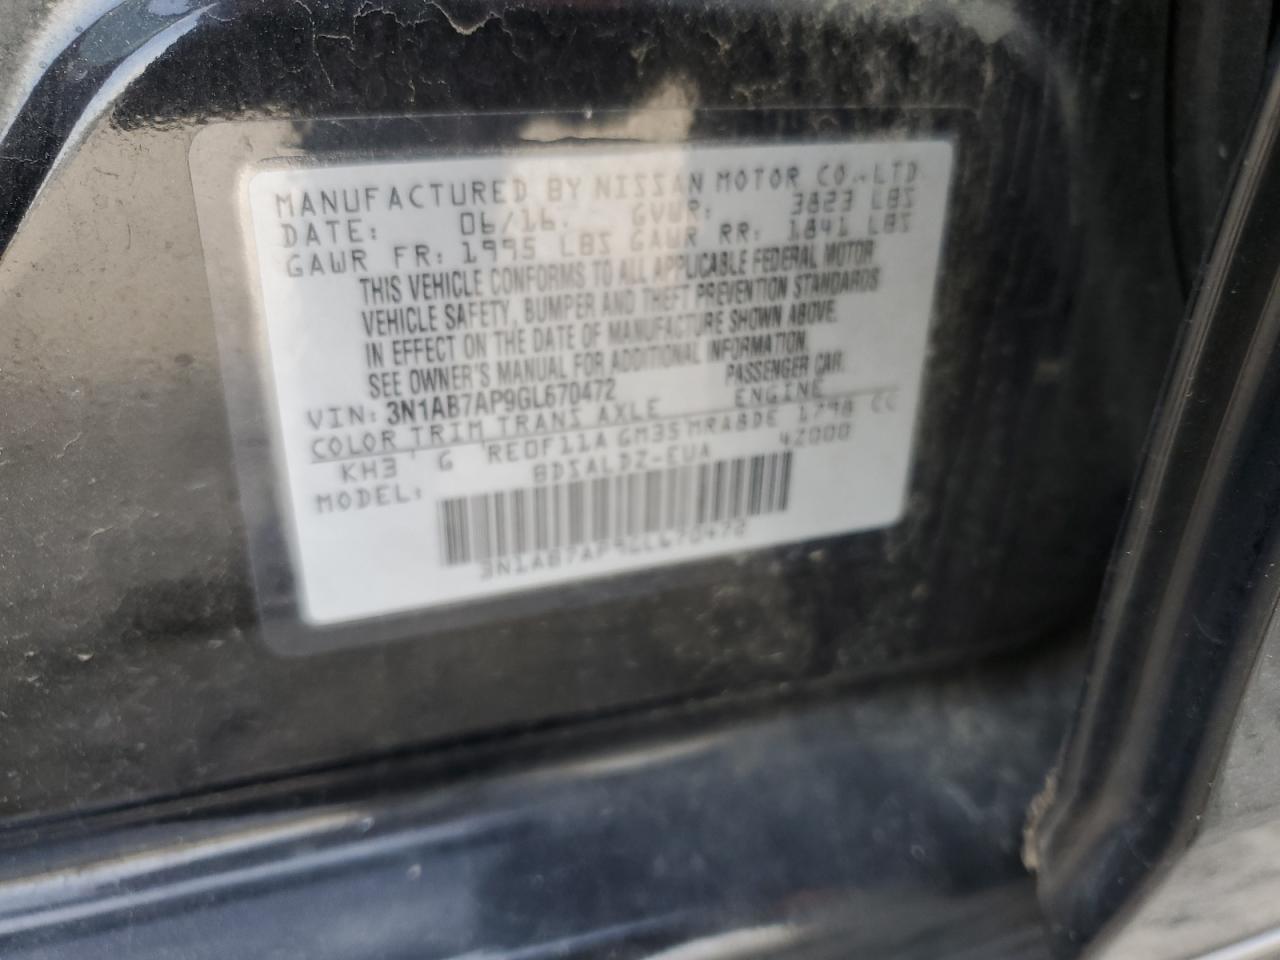 MANUFACTURED BY NISSAN MOTOR CO.,LTD.
DATE: 06/16. GVWR: 3823 LBS
GAWR FR: 1995 LBS GAWR RR: 1841 LBS
THIS VEHICLE CONFORMS TO ALL APPLICABLE FEDERAL MOTOR
VEHICLE SAFETY, BUMPER AND THEFT PREVENTION STANDARDS
IN EFFECT ON THE DATE OF MANUFACTURE SHOWN ABOVE.
SEE OWNER'S MANUAL FOR ADDITIONAL INFORMATION.
VIN: 3N1AB7AP9GL670472 PASSENGER CAR.
COLOR TRIM TRANS AXLE ENGINE
KH3 G RE0F11A GM35 MRA8DE 1798 CC
MODEL: BDSALDZ-EUA 42000
3N1AB7AP9GL670472